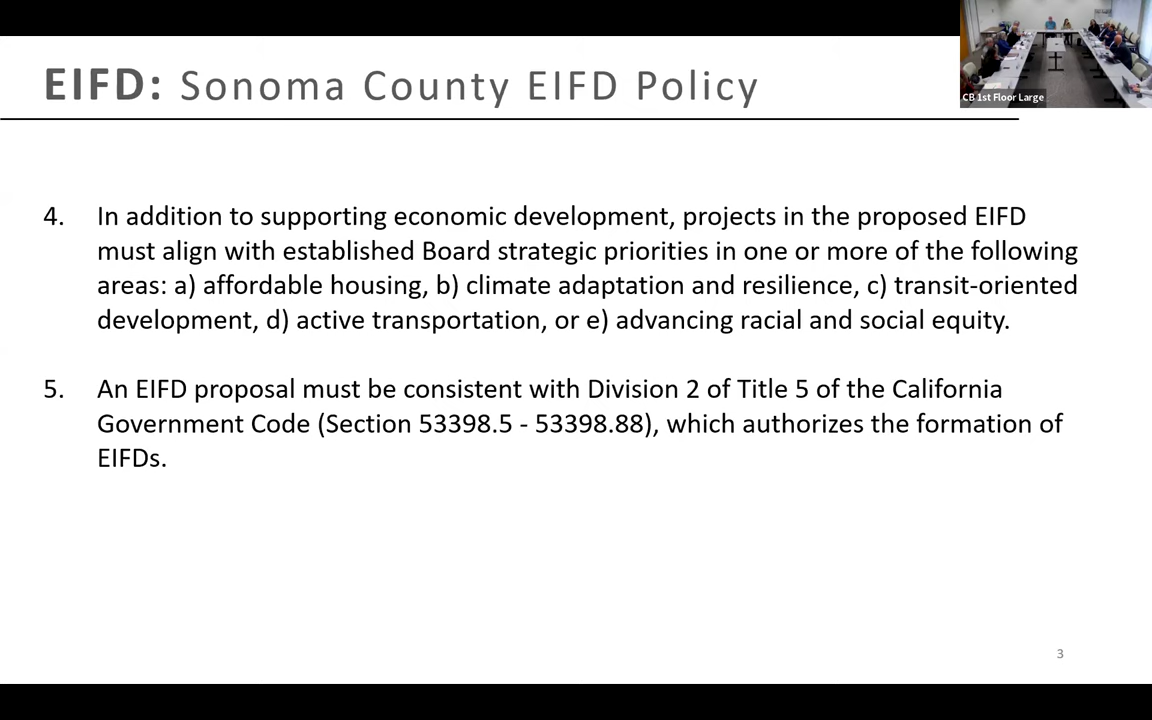 EIFD: Sonoma County EIFD Policy
CB 1st Floor Large
4. In addition to supporting economic development, projects in the proposed EIFD
must align with established Board strategic priorities in one or more of the following
areas: a) affordable housing, b) climate adaptation and resilience, c) transit-oriented
development, d) active transportation, or e) advancing racial and social equity.
5. An EIFD proposal must be consistent with Division 2 of Title 5 of the California
Government Code (Section 53398.5 - 53398.88), which authorizes the formation of
EIFDs.
3